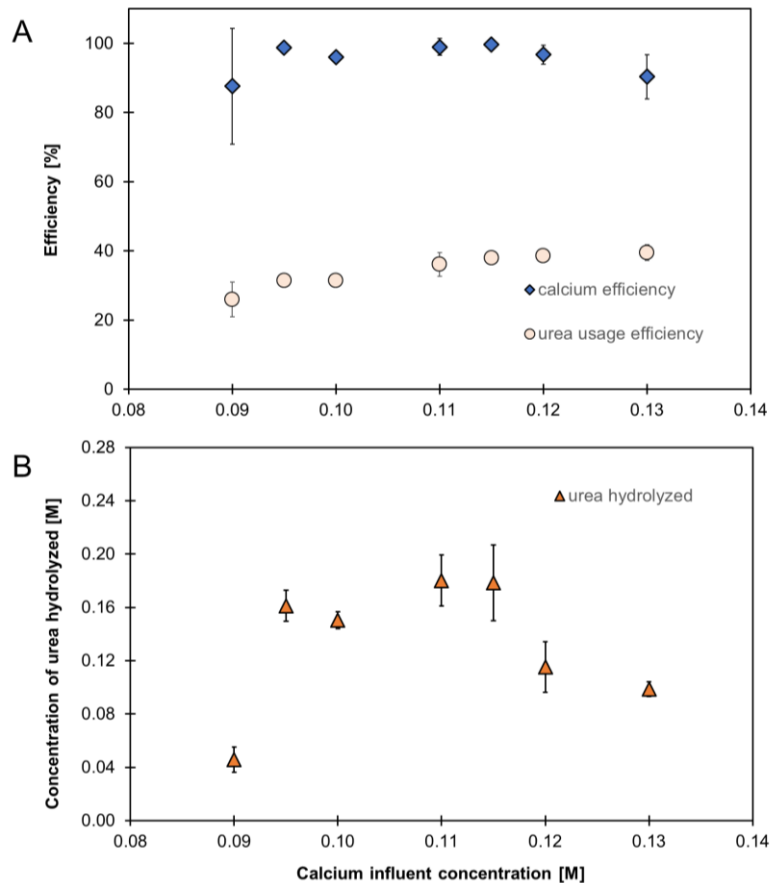 A
Efficiency [%]
100
80
60
40
20
0
calcium efficiency
urea usage efficiency
0.08 0.09 0.10 0.11 0.12 0.13 0.14
B
Concentration of urea hydrolyzed [M]
0.28
0.24
0.20
0.16
0.12
0.08
0.04
0.00
urea hydrolyzed
0.08 0.09 0.10 0.11 0.12 0.13 0.14
Calcium influent concentration [M]